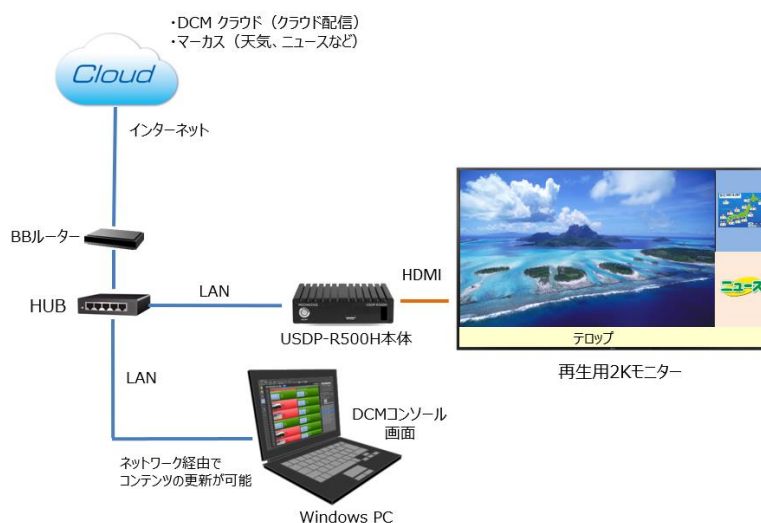 ・DCM クラウド（クラウド配信）
・マーカス（天気、ニュースなど）
Cloud
インターネット
BBルーター
HUB
LAN
USDP-R500H本体
HDMI
ニュース
テロップ
再生用2Kモニター
LAN
DCMコンソール
画面
ネットワーク経由で
コンテンツの更新が可能
Windows PC